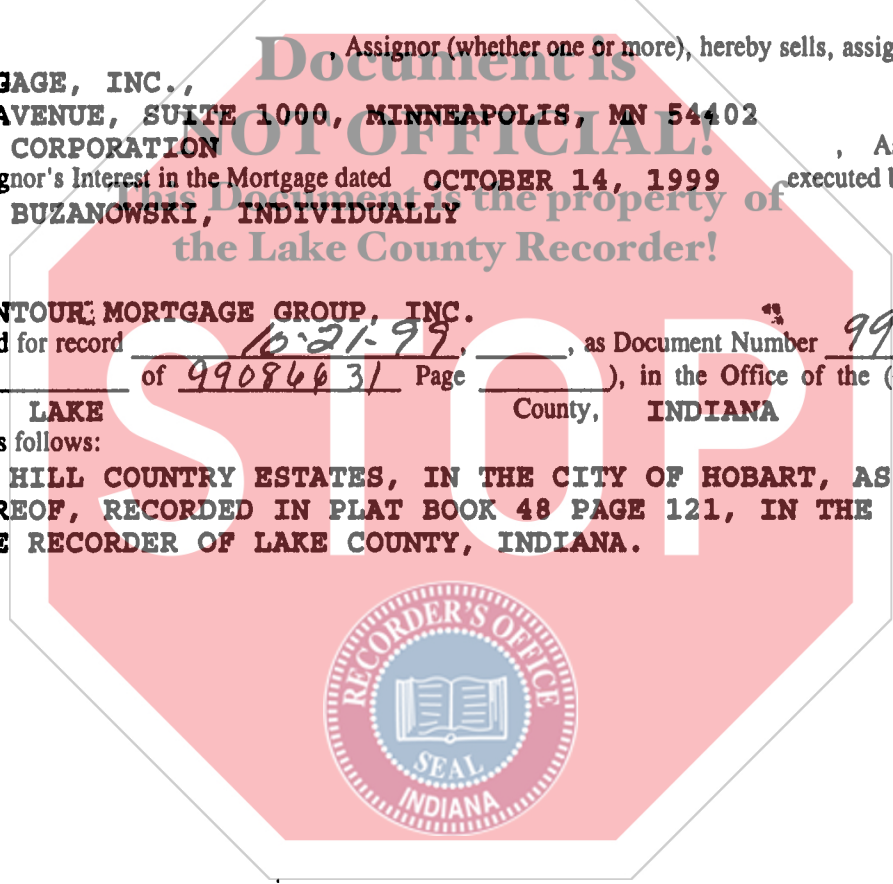 Document is
, Assignor (whether one or more), hereby sells, assig
GAGE, INC.,
AVENUE, SUITE 1000, MINNEAPOLIS, MN 54402
NOT OFFICIAL!
CORPORATION , As
gnor's Interest in the Mortgage dated OCTOBER 14, 1999 executed b
This Document is the property of
BUZANOWSKI, INDIVIDUALLY
the Lake County Recorder!
NTOUR MORTGAGE GROUP, INC.
d for record 10-21-99, , as Document Number 99
of 99086631 Page ), in the Office of the (
LAKE County, INDIANA
s follows:
STOP
HILL COUNTRY ESTATES, IN THE CITY OF HOBART, AS
REOF, RECORDED IN PLAT BOOK 48 PAGE 121, IN THE
E RECORDER OF LAKE COUNTY, INDIANA.
RECORDER'S OFFICE
SEAL
INDIANA